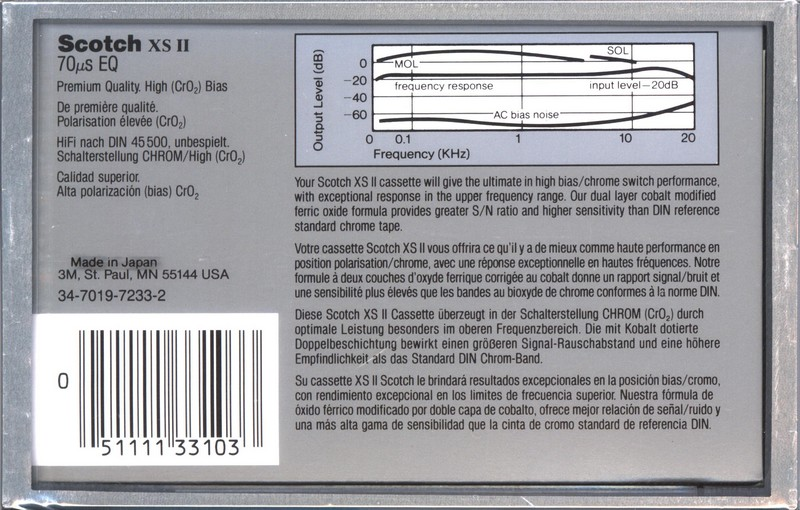 Scotch XS II
70µs EQ
Premium Quality. High (CrO₂) Bias
De première qualité.
Polarisation élevée (CrO₂)
HiFi nach DIN 45 500, unbespielt.
Schalterstellung CHROM/High (CrO₂)
Calidad superior.
Alta polarización (bias) CrO₂
Made in Japan
3M, St. Paul, MN 55144 USA
34-7019-7233-2
0
51111 33103
Output Level (dB)
0
-20
-40
-60
MOL
SOL
frequency response
input level-20dB
AC bias noise
0 0.1 1 10 20
Frequency (KHz)
Your Scotch XS II cassette will give the ultimate in high bias/chrome switch performance,
with exceptional response in the upper frequency range. Our dual layer cobalt modified
ferric oxide formula provides greater S/N ratio and higher sensitivity than DIN reference
standard chrome tape.
Votre cassette Scotch XS II vous offrira ce qu'il y a de mieux comme haute performance en
position polarisation/chrome, avec une réponse exceptionnelle en hautes fréquences. Notre
formule à deux couches d'oxyde ferrique corrigée au cobalt donne un rapport signal/bruit et
une sensibilité plus élevés que les bandes au bioxyde de chrome conformes à la norme DIN.
Diese Scotch XS II Cassette überzeugt in der Schalterstellung CHROM (CrO₂) durch
optimale Leistung besonders im oberen Frequenzbereich. Die mit Kobalt dotierte
Doppelbeschichtung bewirkt einen größeren Signal-Rauschabstand und eine höhere
Empfindlichkeit als das Standard DIN Chrom-Band.
Su cassette XS II Scotch le brindará resultados excepcionales en la posición bias/cromo,
con rendimiento excepcional en los limites de frecuencia superior. Nuestra fórmula de
óxido férrico modificado por doble capa de cobalto, ofrece mejor relación de señal/ruido y
una más alta gama de sensibilidad que la cinta de cromo standard de referencia DIN.